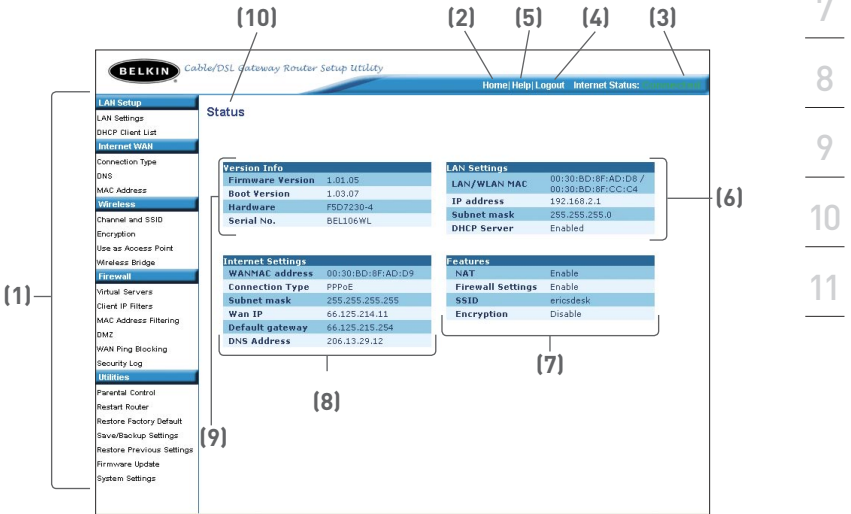 (10) (2) (5) (4) (3)
7
8
9
10
11
BELKIN Cable/DSL Gateway Router Setup Utility
Home|Help|Logout Internet Status:
(1)
LAN Setup
LAN Settings
DHCP Client List
Internet WAN
Connection Type
DNS
MAC Address
Wireless
Channel and SSID
Encryption
Use as Access Point
Wireless Bridge
Firewall
Virtual Servers
Client IP Filters
MAC Address Filtering
DMZ
WAN Ping Blocking
Security Log
Utilities
Parental Control
Restart Router
Restore Factory Default
Save/Backup Settings
Restore Previous Settings
Firmware Update
System Settings
Status
Version Info
Firmware Version 1.01.05
Boot Version 1.03.07
Hardware F5D7230-4
Serial No. BEL106WL
(9)
LAN Settings
LAN/WLAN MAC 00:30:BD:8F:AD:D8 /
00:30:BD:8F:CC:C4
IP address 192.168.2.1
Subnet mask 255.255.255.0
DHCP Server Enabled
(6)
Internet Settings
WANMAC address 00:30:BD:8F:AD:D9
Connection Type PPPoE
Subnet mask 255.255.255.255
Wan IP 66.125.214.11
Default gateway 66.125.215.254
DNS Address 206.13.29.12
(8)
Features
NAT Enable
Firewall Settings Enable
SSID ericsdesk
Encryption Disable
(7)